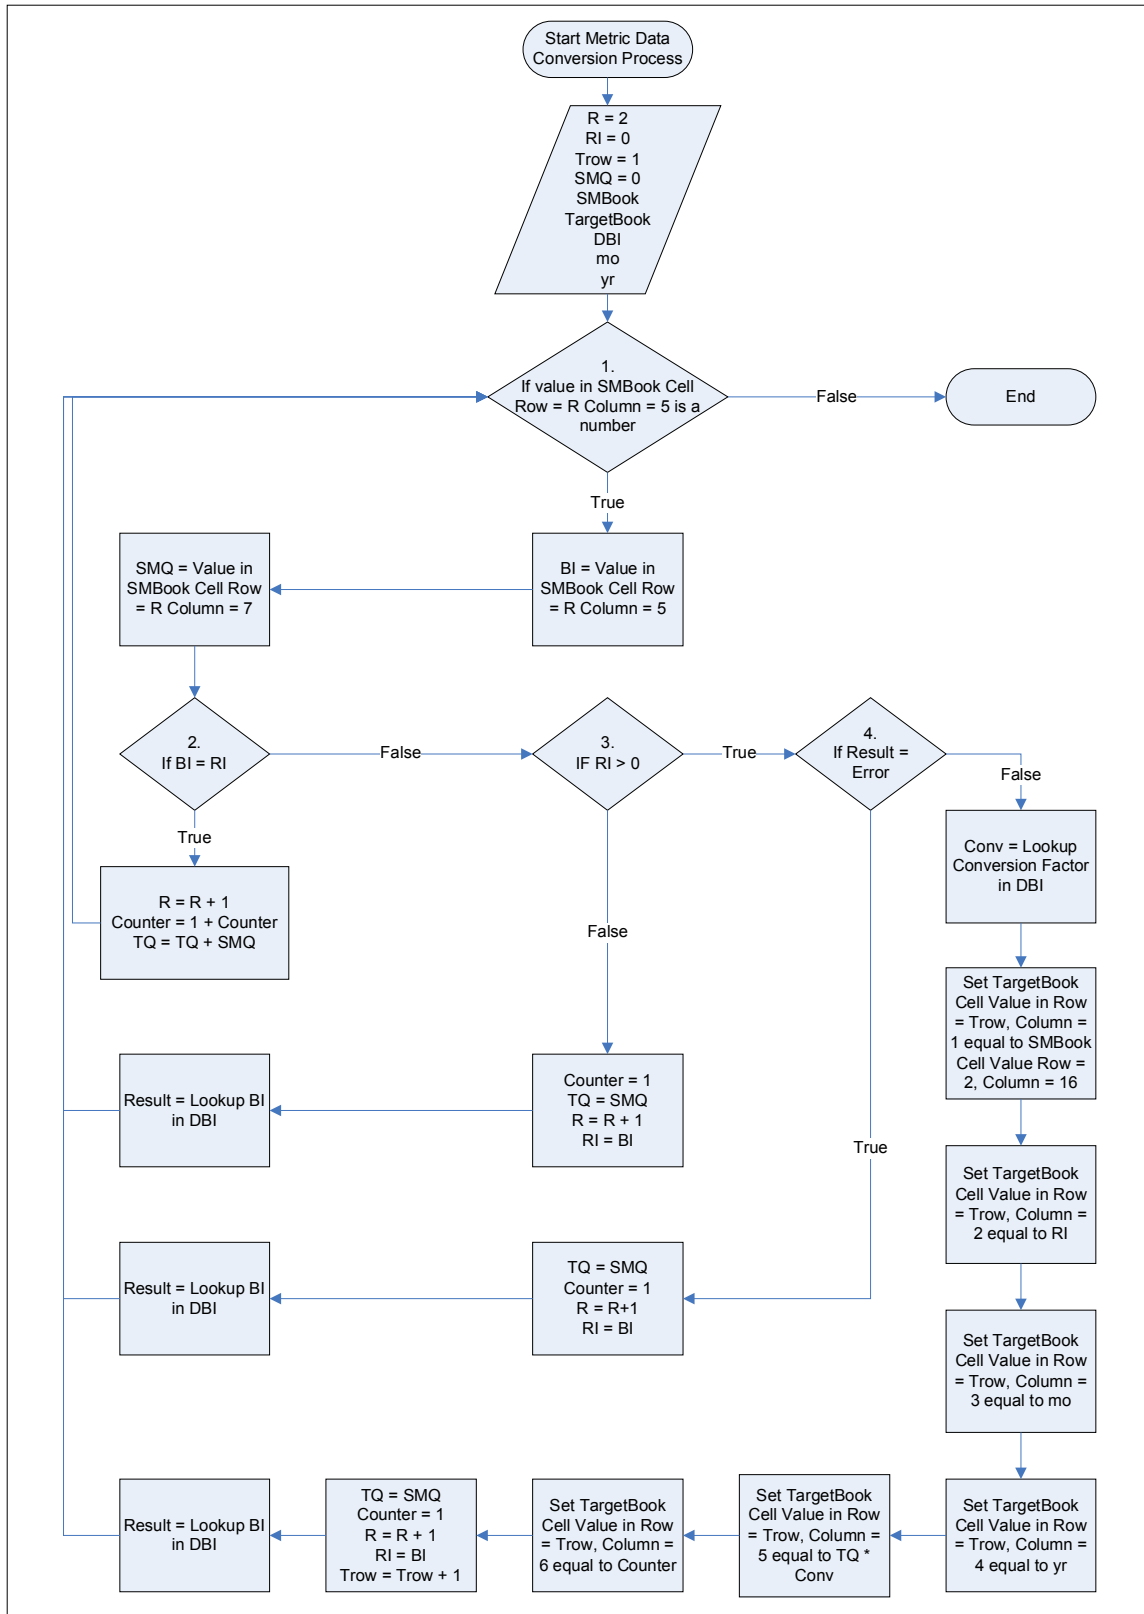 Start Metric Data
Conversion Process
R = 2
RI = 0
Trow = 1
SMQ = 0
SMBook
TargetBook
DBI
mo
yr
1.
If value in SMBook Cell
Row = R Column = 5 is a
number
False
End
True
BI = Value in
SMBook Cell Row
= R Column = 5
SMQ = Value in
SMBook Cell Row
= R Column = 7
2.
If BI = RI
False
True
R = R + 1
Counter = 1 + Counter
TQ = TQ + SMQ
3.
IF RI > 0
True
False
4.
If Result =
Error
False
True
Counter = 1
TQ = SMQ
R = R + 1
RI = BI
Result = Lookup BI
in DBI
TQ = SMQ
Counter = 1
R = R+1
RI = BI
Result = Lookup BI
in DBI
Conv = Lookup
Conversion Factor
in DBI
Set TargetBook
Cell Value in Row
= Trow, Column =
1 equal to SMBook
Cell Value Row =
2, Column = 16
Set TargetBook
Cell Value in Row
= Trow, Column =
2 equal to RI
Set TargetBook
Cell Value in Row
= Trow, Column =
3 equal to mo
Set TargetBook
Cell Value in Row
= Trow, Column =
4 equal to yr
Set TargetBook
Cell Value in Row
= Trow, Column =
5 equal to TQ *
Conv
Set TargetBook
Cell Value in Row
= Trow, Column =
6 equal to Counter
TQ = SMQ
Counter = 1
R = R + 1
RI = BI
Trow = Trow + 1
Result = Lookup BI
in DBI